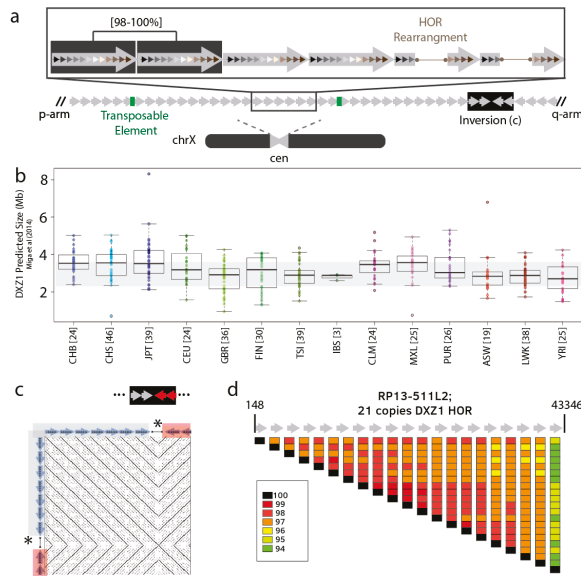 a
[98-100%]
HOR
Rearrangment
//
//
p-arm
q-arm
Transposable
Element
Inversion (c)
chrX
cen
b
DXZ1 Predicted Size (Mb)
Miga et al (2014)
8
6
4
2
CHB [24]
CHS [46]
JPT [39]
CEU [24]
GBR [36]
FIN [30]
TSI [39]
IBS [3]
CLM [24]
MXL [25]
PUR [26]
ASW [19]
LWK [38]
YRI [25]
c
... ...
*
*
d
RP13-511L2;
148 21 copies DXZ1 HOR 43346
100
99
98
97
96
95
94